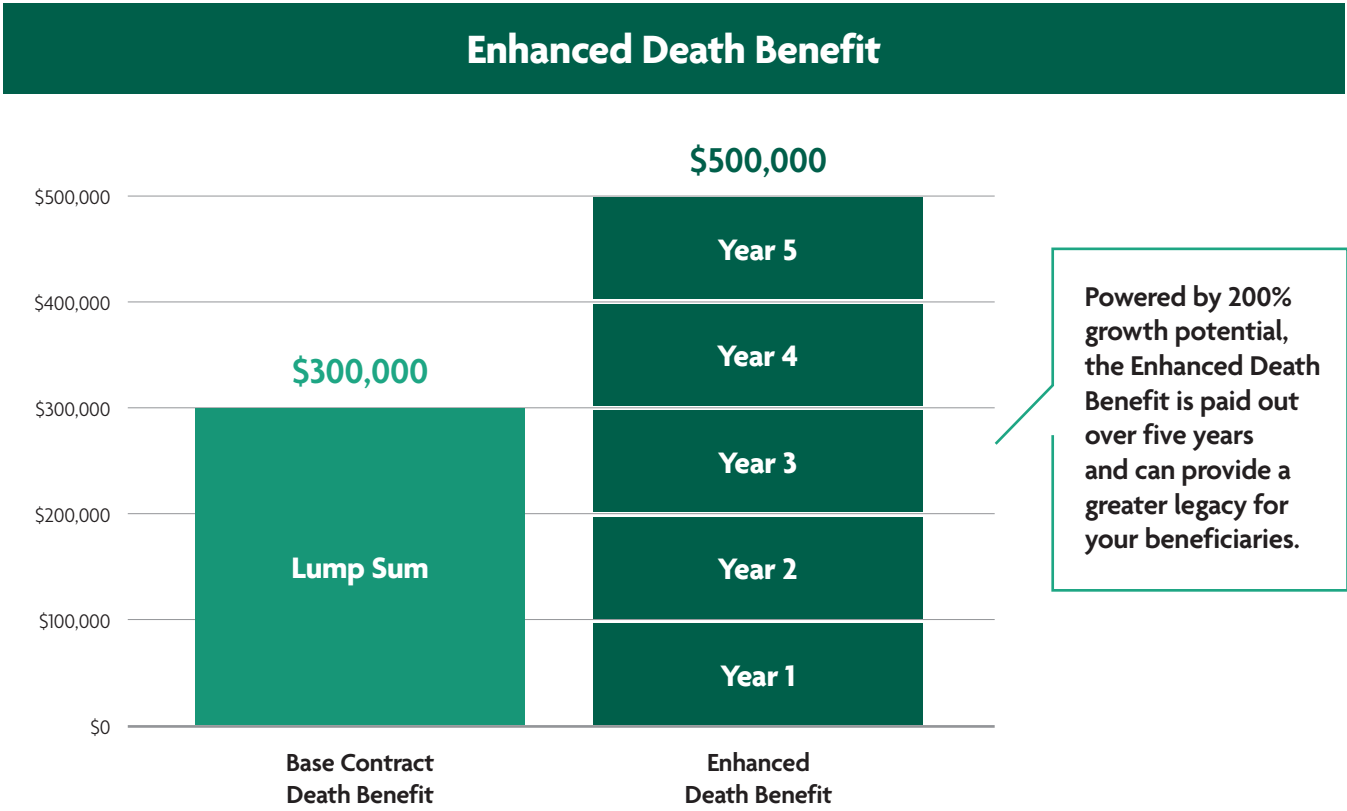 Enhanced Death Benefit
$500,000
$500,000
Year 5
$400,000
Year 4
$300,000
$300,000
Year 3
$200,000
Lump Sum
Year 2
$100,000
Year 1
$0
Base Contract
Death Benefit
Enhanced
Death Benefit
Powered by 200%
growth potential,
the Enhanced Death
Benefit is paid out
over five years
and can provide a
greater legacy for
your beneficiaries.